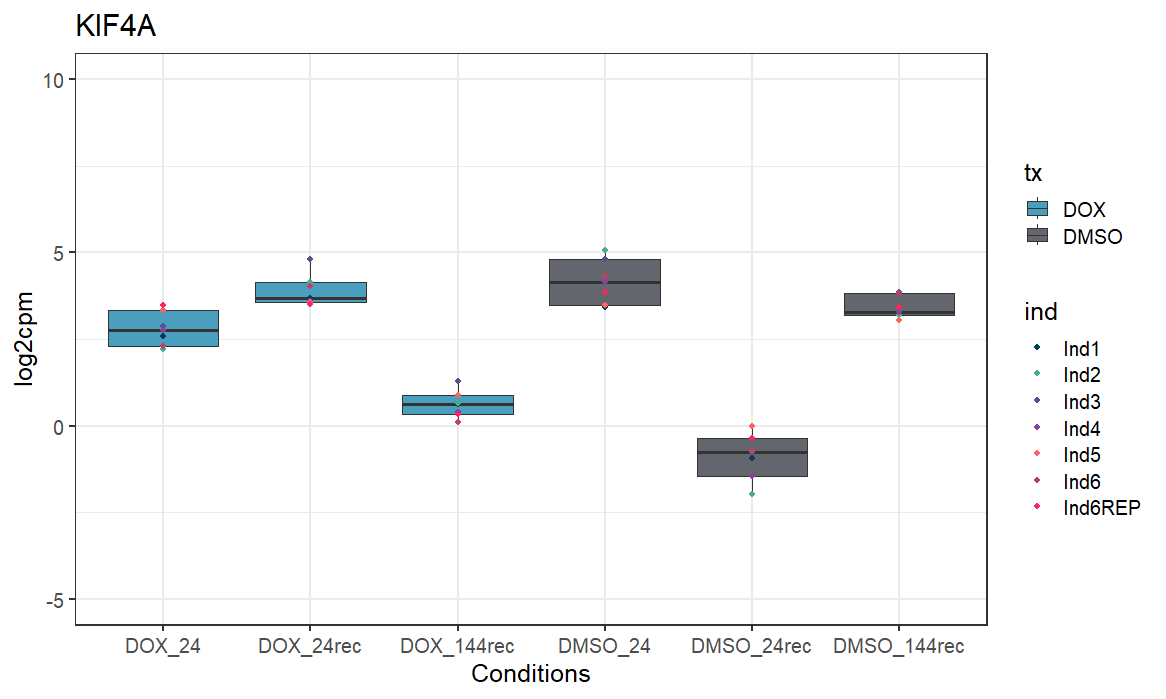 KIF4A
10
5
0
-5
log2cpm
DOX_24
DOX_24rec
DOX_144rec
DMSO_24
DMSO_24rec
DMSO_144rec
Conditions
tx
DOX
DMSO
ind
Ind1
Ind2
Ind3
Ind4
Ind5
Ind6
Ind6REP